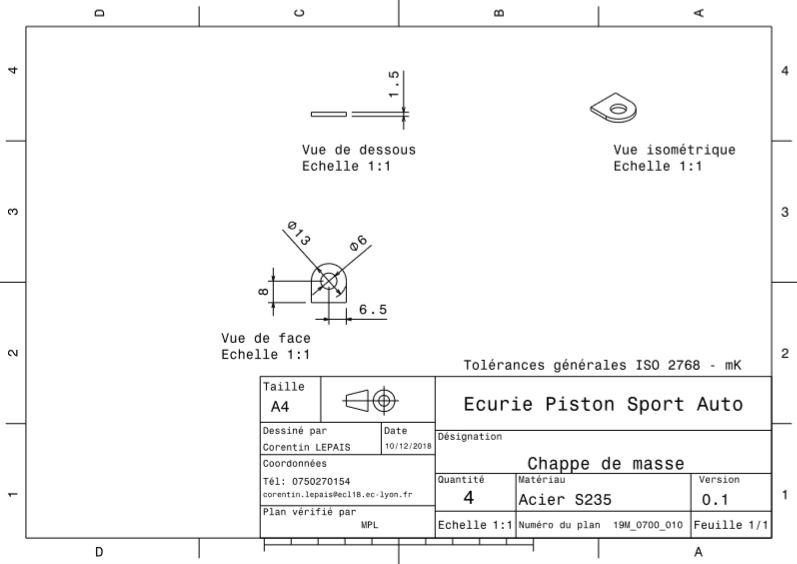 D C B A
4 4
1.5
Vue de dessous
Echelle 1:1
Vue isométrique
Echelle 1:1
3 3
Ø13
Ø6
8
6.5
Vue de face
Echelle 1:1
2 2
Tolérances générales ISO 2768 - mK
Taille
A4
Ecurie Piston Sport Auto
Dessiné par
Corentin LEPAIS
Date
10/12/2018
Désignation
Chappe de masse
Coordonnées
Tél: 0750270154
corentin.lepais@ecl18.ec-lyon.fr
Quantité
4
Matériau
Acier S235
Version
0.1
1 1
Plan vérifié par
MPL
Echelle 1:1
Numéro du plan 19M_0700_010
Feuille 1/1
D A